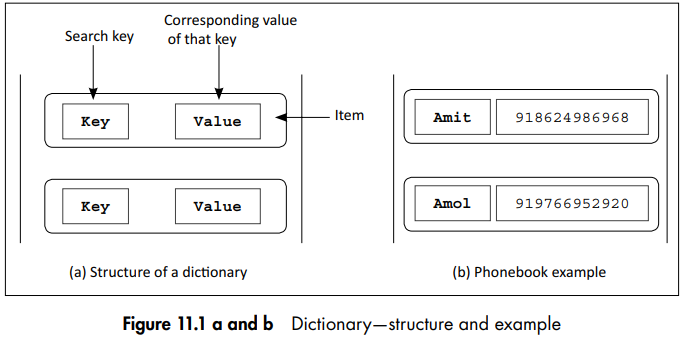 Search key
Corresponding value
of that key
Key
Value
Item
Key
Value
(a) Structure of a dictionary
Amit
918624986968
Amol
919766952920
(b) Phonebook example
Figure 11.1 a and b Dictionary—structure and example